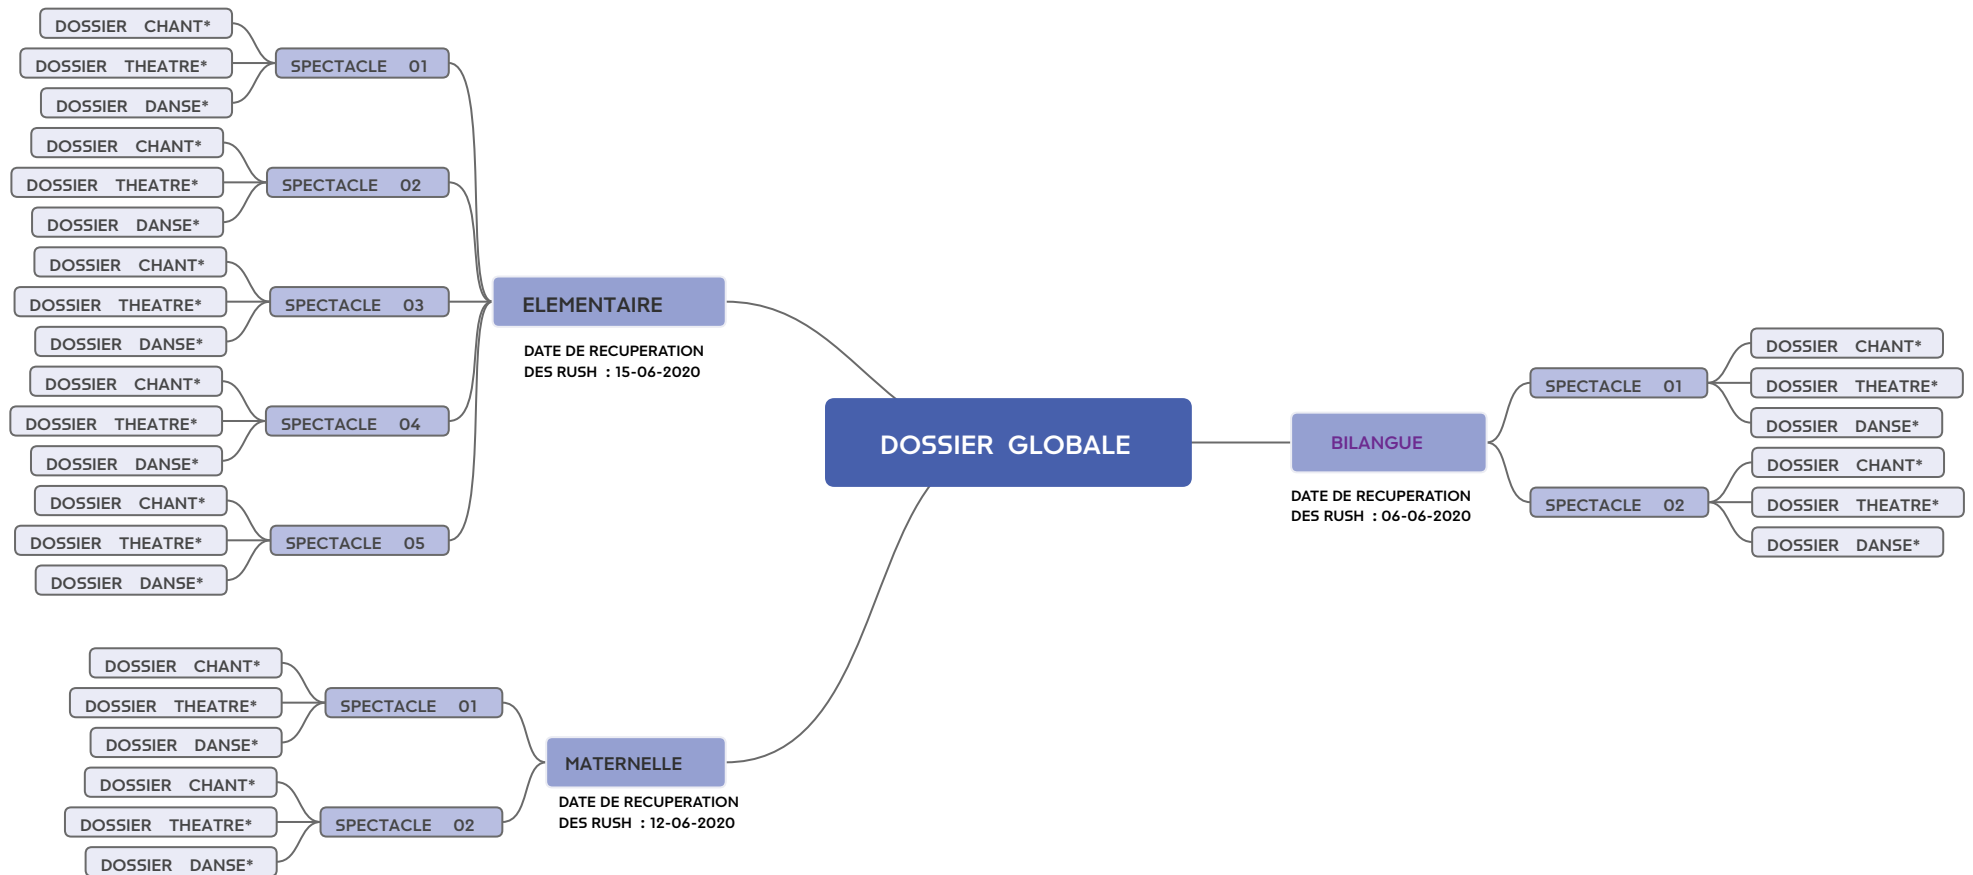 DOSSIER CHANT*
DOSSIER THEATRE*
DOSSIER DANSE*
SPECTACLE 01
DOSSIER CHANT*
DOSSIER THEATRE*
DOSSIER DANSE*
SPECTACLE 02
DOSSIER CHANT*
DOSSIER THEATRE*
DOSSIER DANSE*
SPECTACLE 03
DOSSIER CHANT*
DOSSIER THEATRE*
DOSSIER DANSE*
SPECTACLE 04
DOSSIER CHANT*
DOSSIER THEATRE*
DOSSIER DANSE*
SPECTACLE 05
ELEMENTAIRE
DATE DE RECUPERATION
DES RUSH : 15-06-2020
DOSSIER CHANT*
DOSSIER THEATRE*
DOSSIER DANSE*
SPECTACLE 01
DOSSIER CHANT*
DOSSIER THEATRE*
DOSSIER DANSE*
SPECTACLE 02
MATERNELLE
DATE DE RECUPERATION
DES RUSH : 12-06-2020
DOSSIER GLOBALE
BILANGUE
DATE DE RECUPERATION
DES RUSH : 06-06-2020
SPECTACLE 01
DOSSIER CHANT*
DOSSIER THEATRE*
DOSSIER DANSE*
SPECTACLE 02
DOSSIER CHANT*
DOSSIER THEATRE*
DOSSIER DANSE*